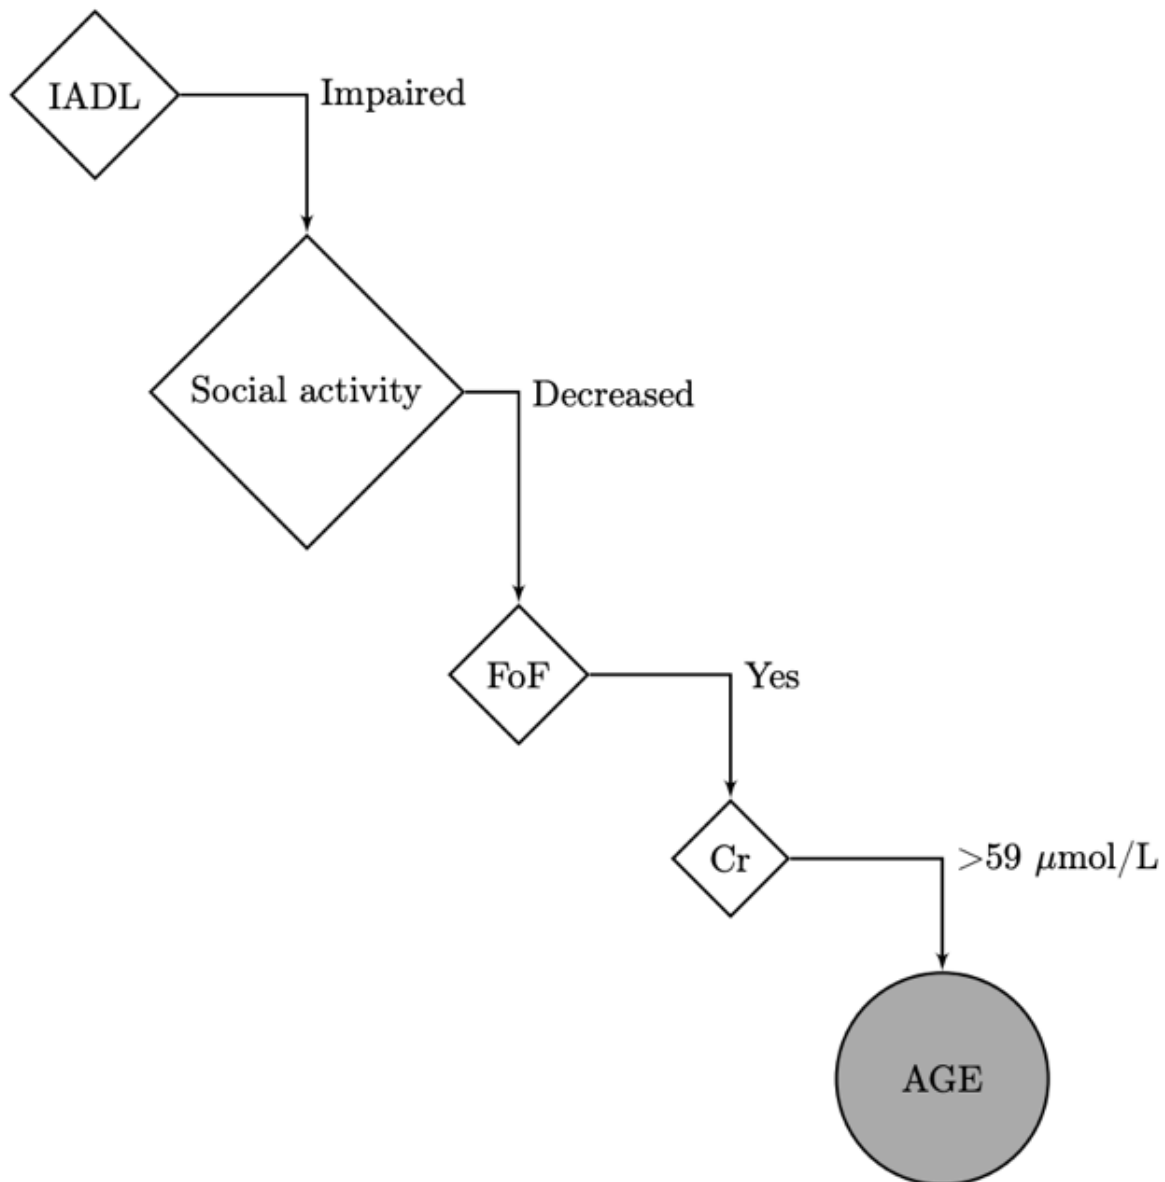 IADL
Impaired
Social activity
Decreased
FoF
Yes
Cr
>59 μmol/L
AGE